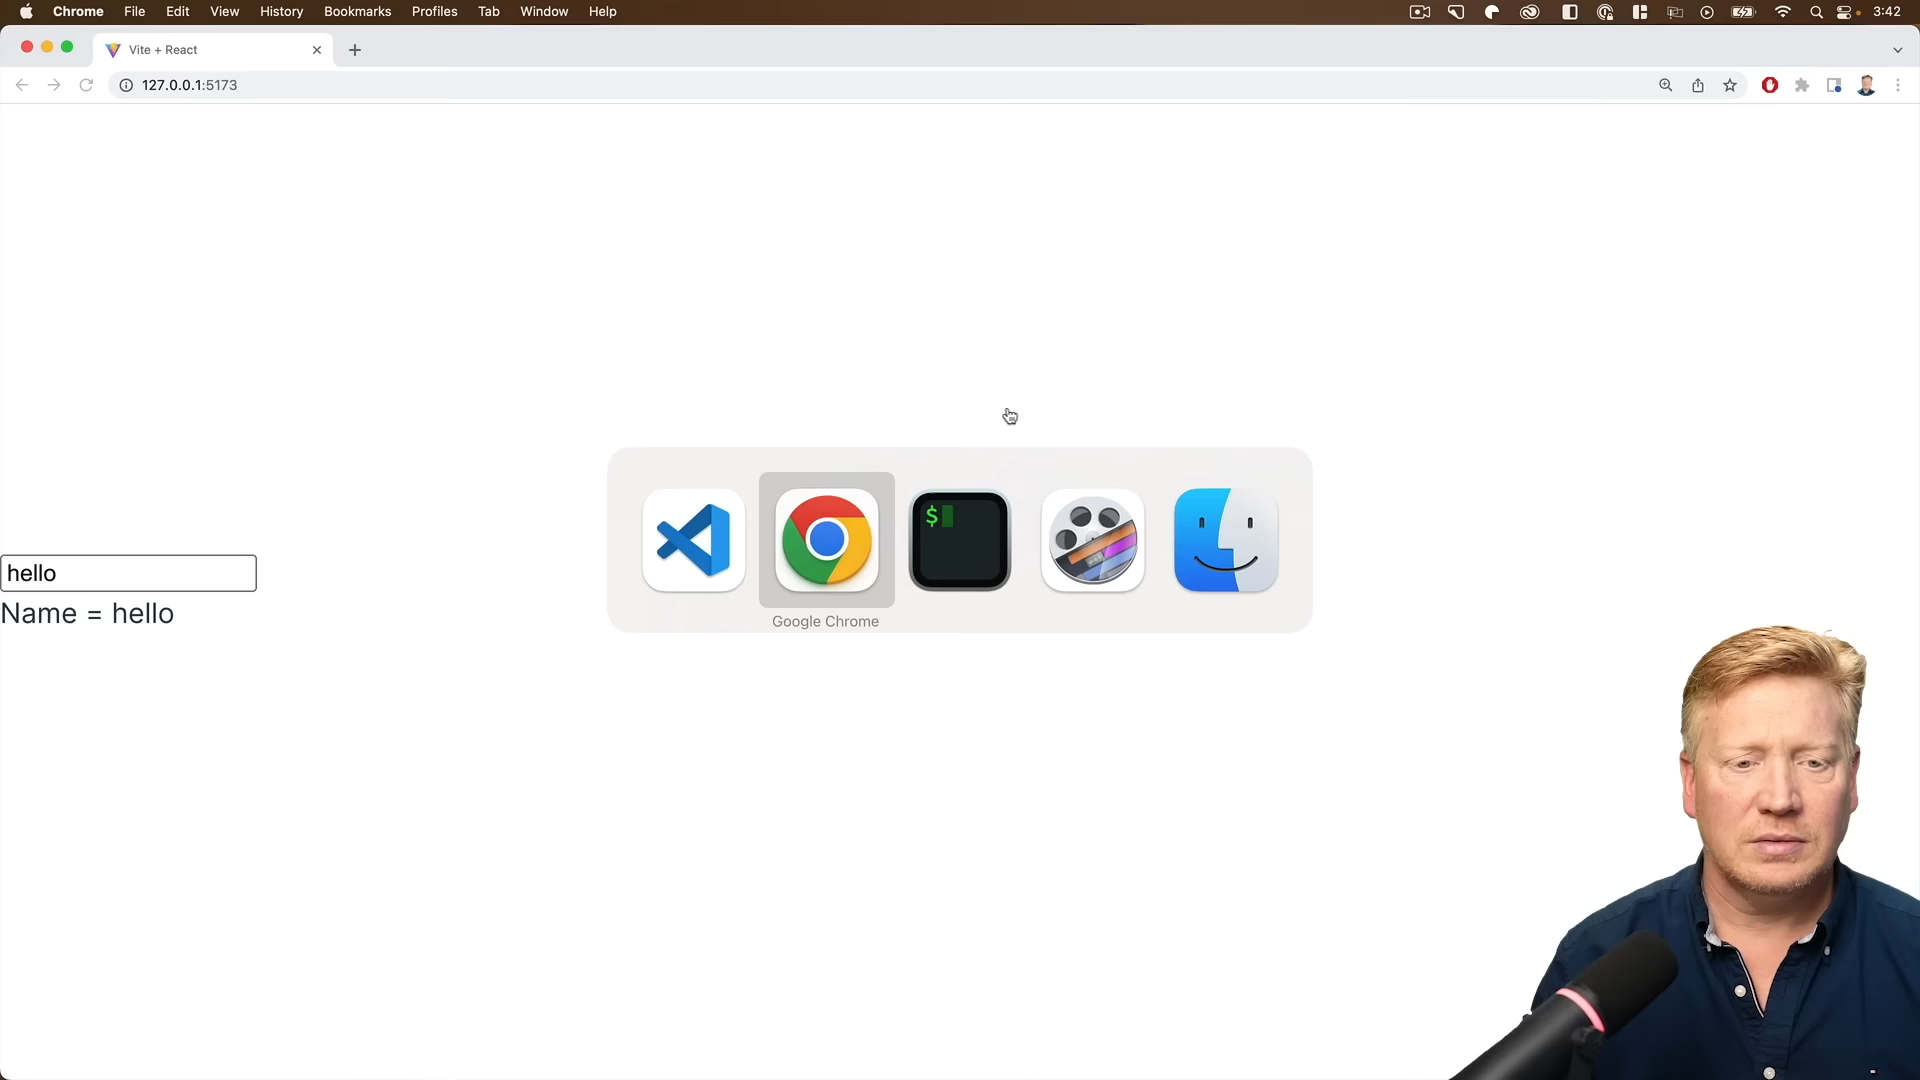 Chrome File Edit View History Bookmarks Profiles Tab Window Help 3:42
Vite + React
127.0.0.1:5173
$
Google Chrome
hello
Name = hello